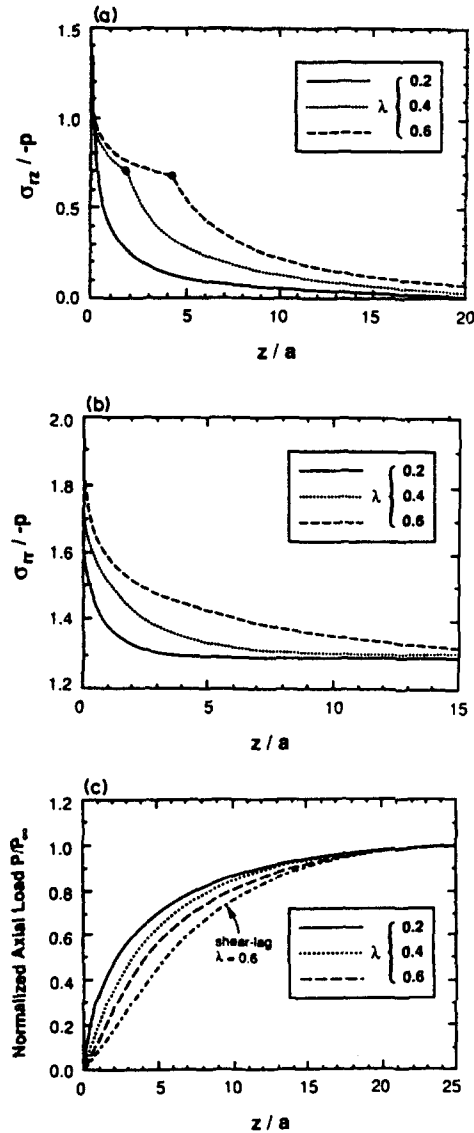 (a)
1.5
1.0
0.5
0.0
σrz / -p
λ { 0.2
0.4
0.6
0 5 10 15 20
z / a
(b)
2.0
1.8
1.6
1.4
1.2
σrr / -p
λ { 0.2
0.4
0.6
0 5 10 15
z / a
(c)
1.2
1.0
0.8
0.6
0.4
0.2
0.0
Normalized Axial Load P/P∞
shear-lag
λ = 0.6
λ { 0.2
0.4
0.6
0 5 10 15 20 25
z / a